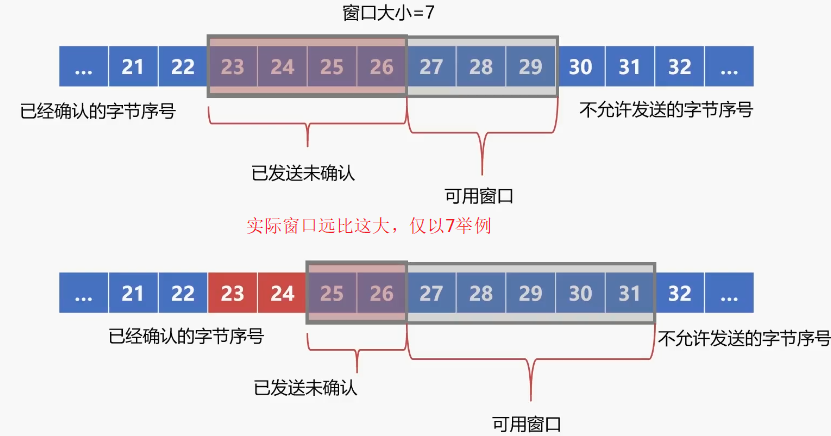 窗口大小=7
... 21 22 23 24 25 26 27 28 29 30 31 32 ...
已经确认的字节序号
不允许发送的字节序号
已发送未确认
可用窗口
实际窗口远比这大，仅以7举例
... 21 22 23 24 25 26 27 28 29 30 31 32 ...
已经确认的字节序号
不允许发送的字节序号
已发送未确认
可用窗口